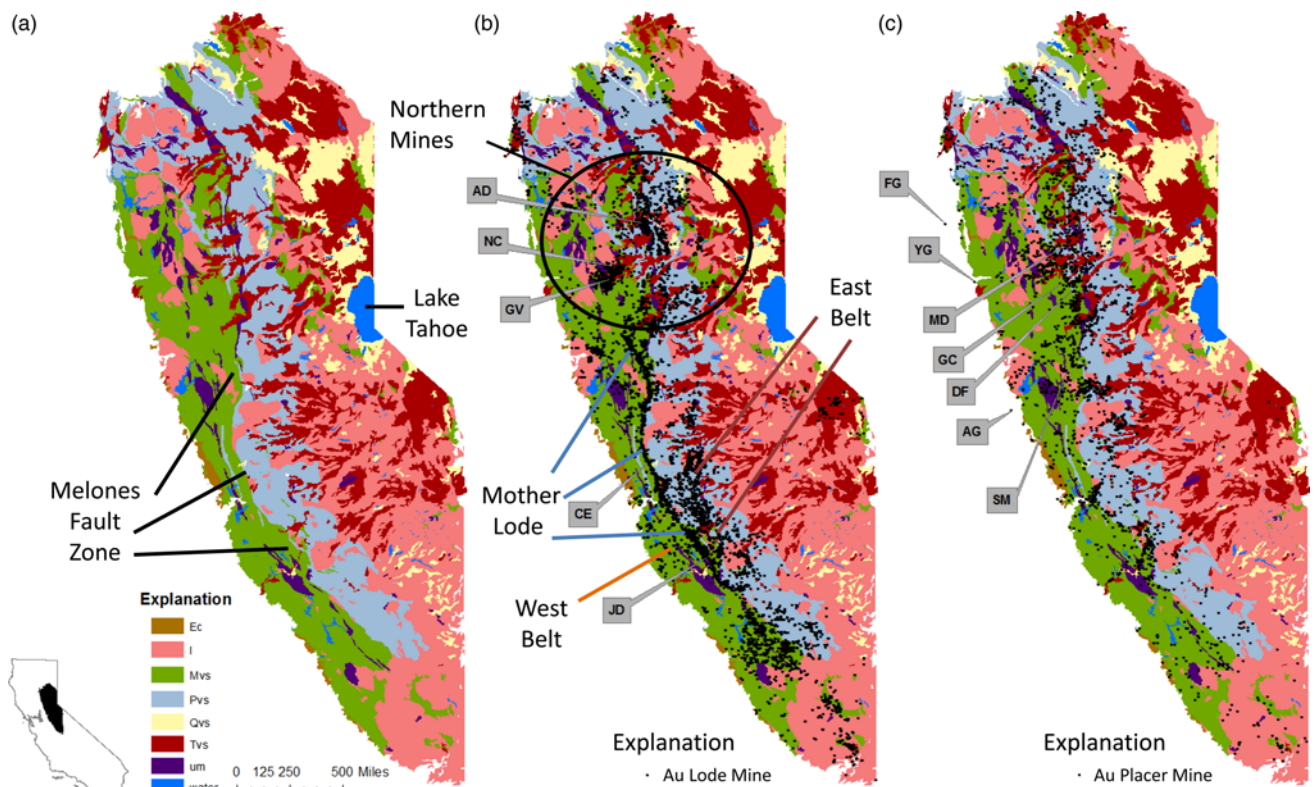 (a)
Lake
Tahoe
Melones
Fault
Zone
Explanation
Ec
I
Mvs
Pvs
Qvs
Tvs
um
water
0 125 250 500 Miles
(b)
Northern
Mines
AD
NC
GV
East
Belt
Mother
Lode
CE
West
Belt
JD
Explanation
Au Lode Mine
(c)
FG
YG
MD
GC
DF
AG
SM
Explanation
Au Placer Mine